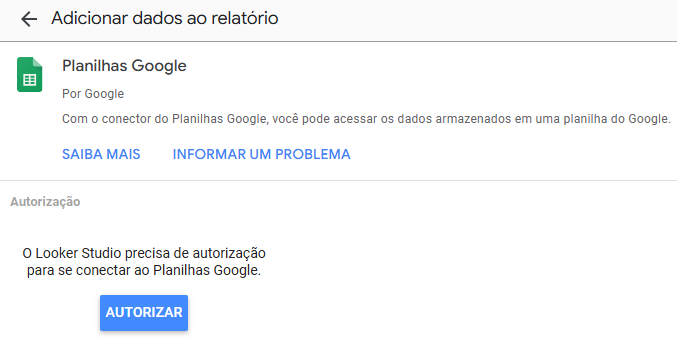 Adicionar dados ao relatório
Planilhas Google
Por Google
Com o conector do Planilhas Google, você pode acessar os dados armazenados em uma planilha do Google.
SAIBA MAIS INFORMAR UM PROBLEMA
Autorização
O Looker Studio precisa de autorização
para se conectar ao Planilhas Google.
AUTORIZAR